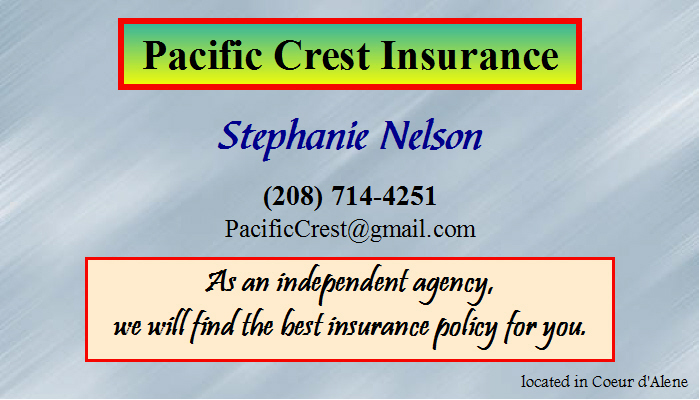 Pacific Crest Insurance
Stephanie Nelson
(208) 714-4251
PacificCrest@gmail.com
As an independent agency,
we will find the best insurance policy for you.
located in Coeur d'Alene